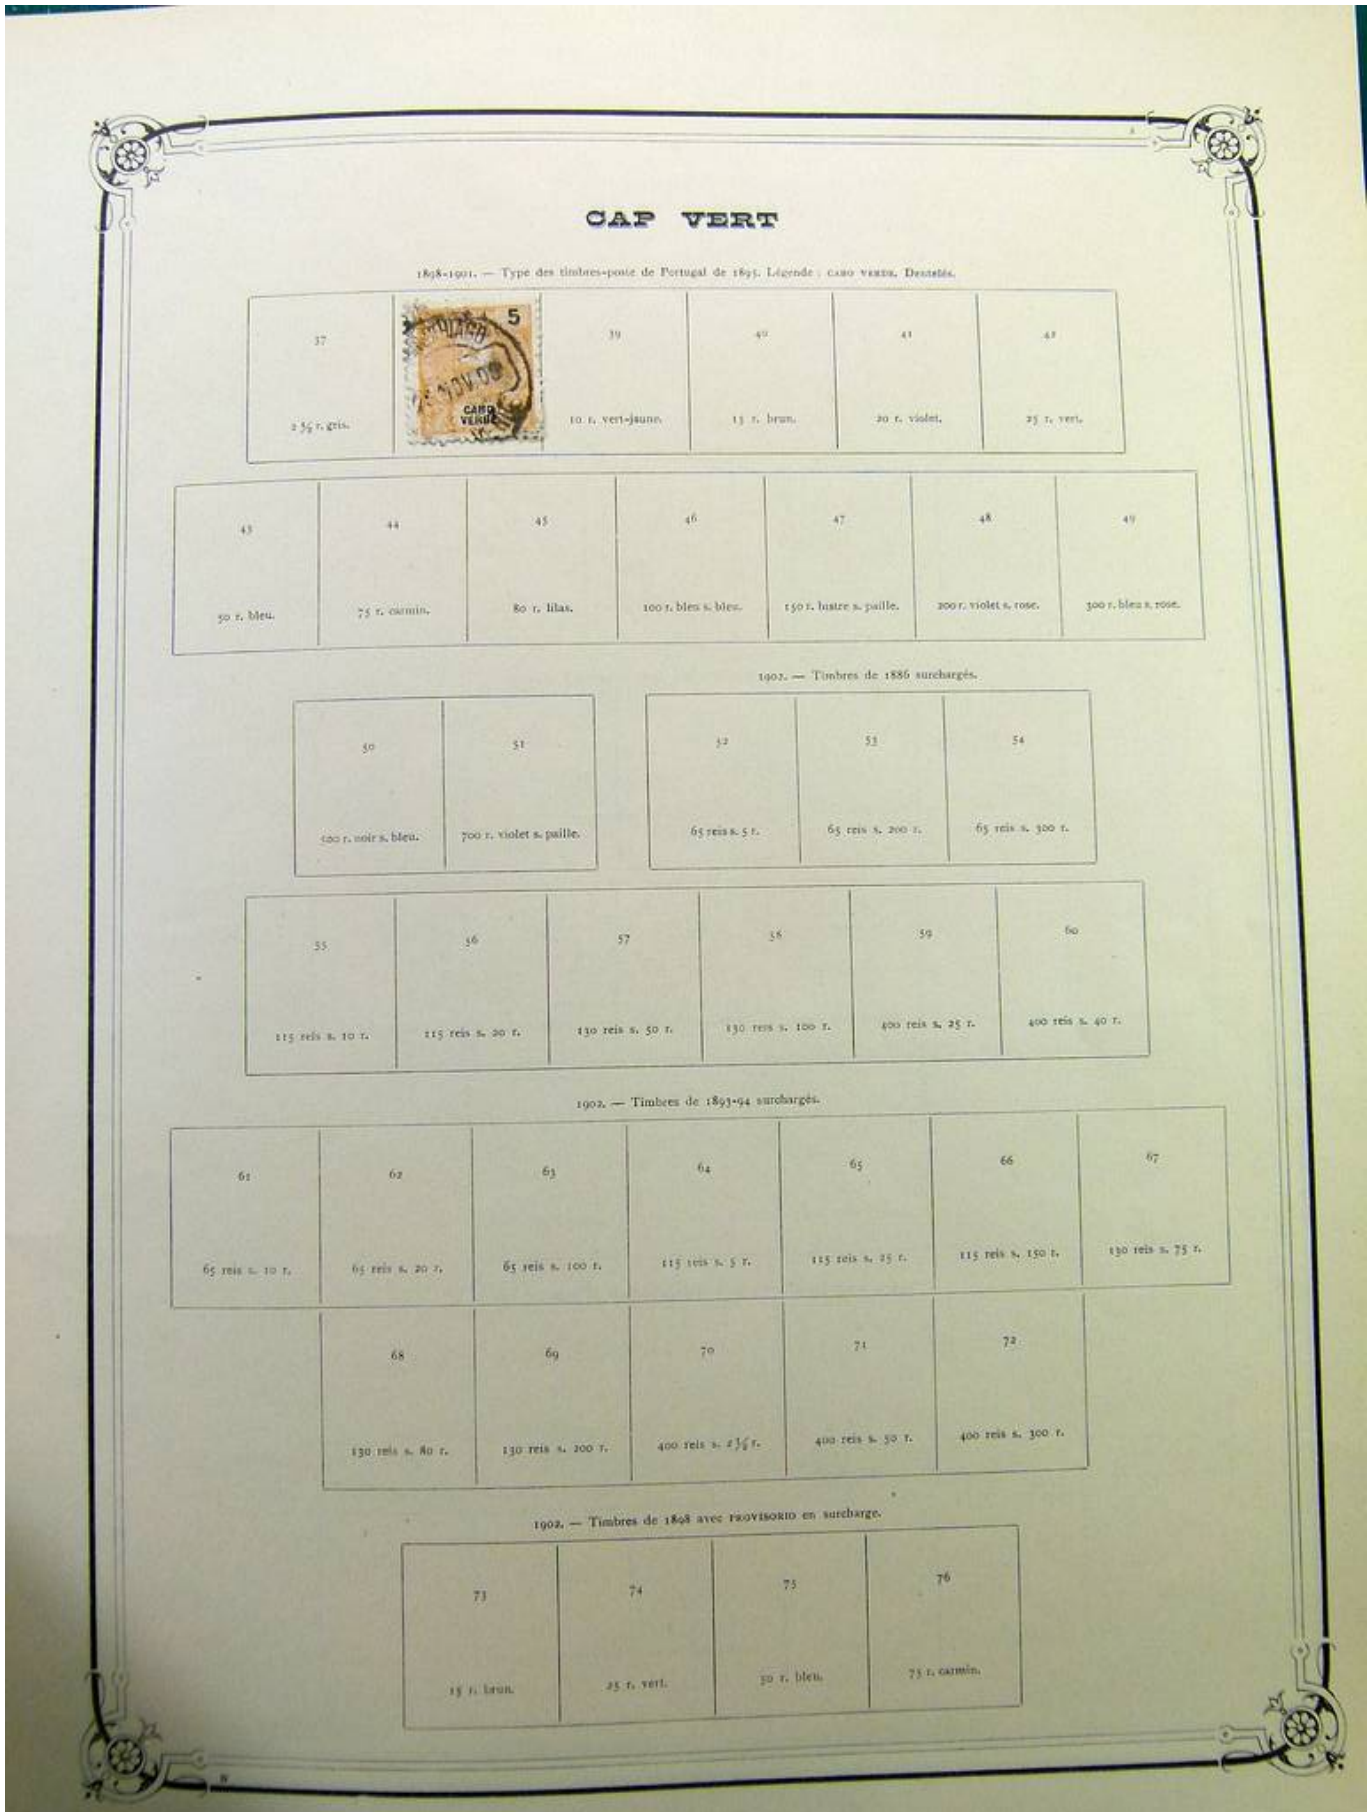 CAP VERT
1898-1901. — Type des timbres-poste de Portugal de 1895. Légende : CABO VERDE. Dentelés.
37 39 40 41 42
5
NOV. 00
CABO
VERDE
2 ½ r. gris. 10 r. vert-jaune. 15 r. brun. 20 r. violet. 25 r. vert.
43 44 45 46 47 48 49
50 r. bleu. 75 r. carmin. 80 r. lilas. 100 r. bleu s. bleu. 150 r. lustre s. paille. 200 r. violet s. rose. 300 r. bleu s. rose.
1902. — Timbres de 1886 surchargés.
50 51 52 53 54
500 r. noir s. bleu. 700 r. violet s. paille. 65 reis s. 5 r. 65 reis s. 200 r. 65 reis s. 300 r.
55 56 57 58 59 60
115 reis s. 10 r. 115 reis s. 20 r. 130 reis s. 50 r. 130 reis s. 100 r. 400 reis s. 25 r. 400 reis s. 40 r.
1902. — Timbres de 1893-94 surchargés.
61 62 63 64 65 66 67
65 reis s. 10 r. 65 reis s. 20 r. 65 reis s. 100 r. 115 reis s. 5 r. 115 reis s. 25 r. 115 reis s. 150 r. 130 reis s. 75 r.
68 69 70 71 72
130 reis s. 80 r. 130 reis s. 200 r. 400 reis s. 2 ½ r. 400 reis s. 50 r. 400 reis s. 300 r.
1902. — Timbres de 1898 avec PROVISORIO en surcharge.
73 74 75 76
15 r. brun. 25 r. vert. 50 r. bleu. 75 r. carmin.